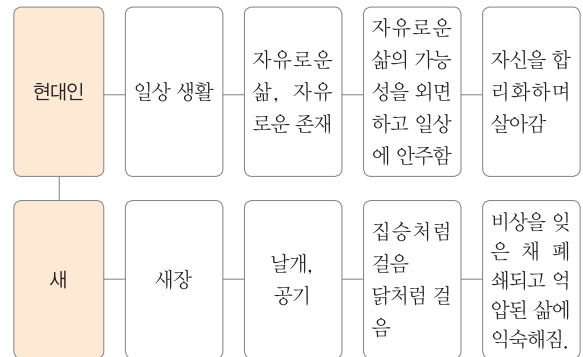 현대인
일상 생활
자유로운
삶, 자유
로운 존재
자유로운
삶의 가능
성을 외면
하고 일상
에 안주함
자신을 합
리화하며
살아감
새
새장
날개,
공기
집승처럼
걸음
닭처럼 걸
음
비상을 잊
은 채 폐
쇄되고 억
압된 삶에
익숙해짐.